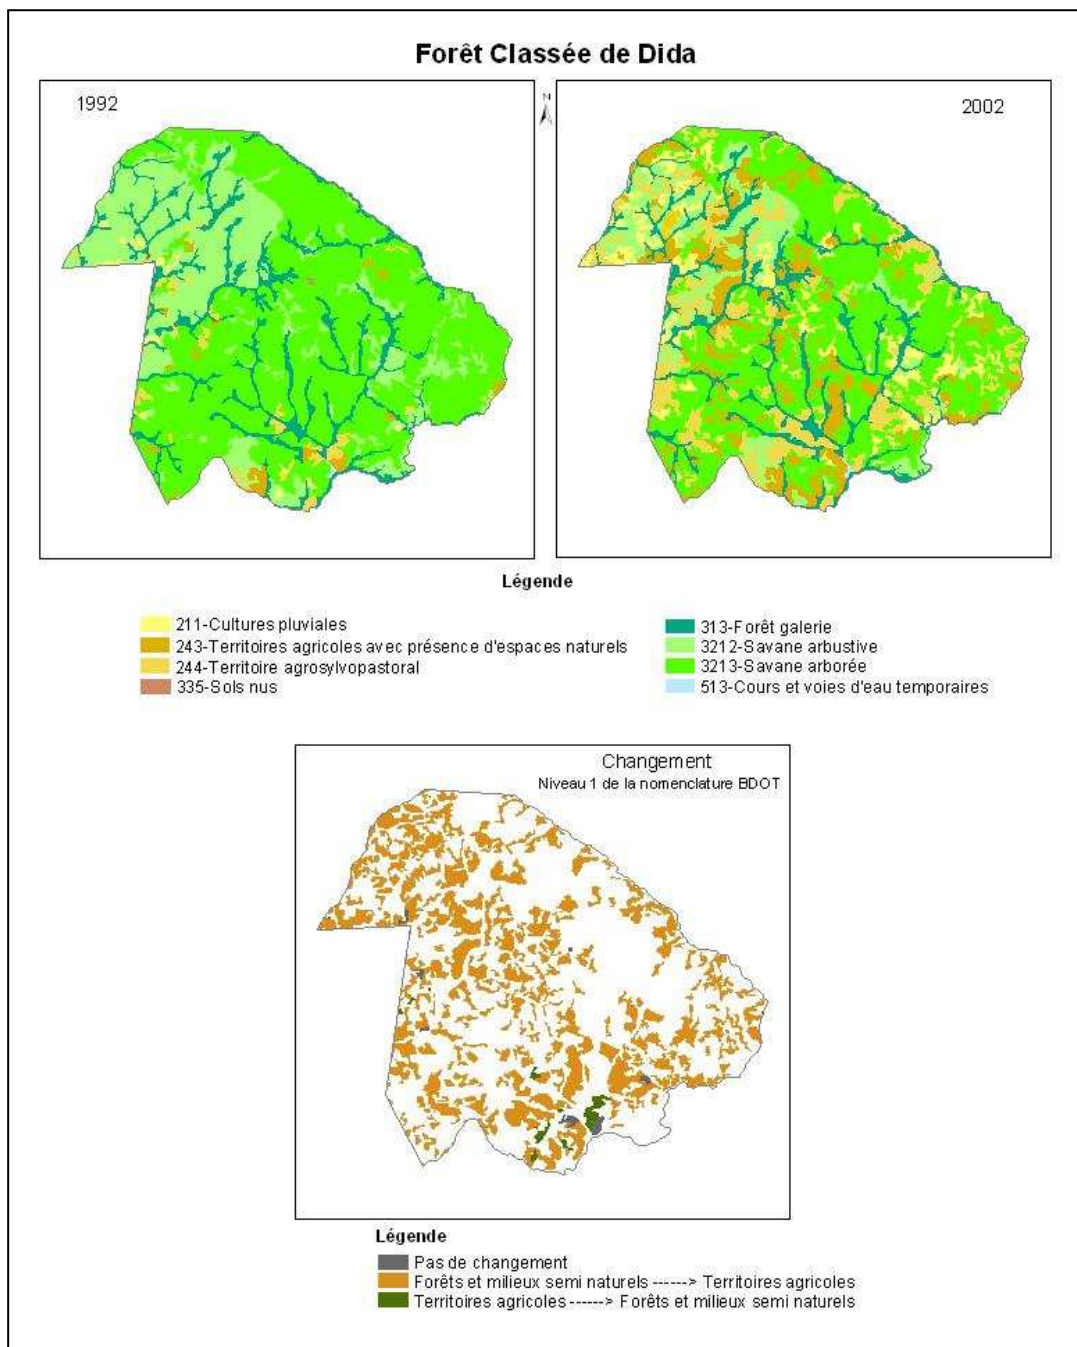 Forêt Classée de Dida
1992
N
2002
Légende
211-Cultures pluviales
243-Territoires agricoles avec présence d'espaces naturels
244-Territoire agrosylvopastoral
335-Sols nus
313-Forêt galerie
3212-Savane arbustive
3213-Savane arborée
513-Cours et voies d'eau temporaires
Changement
Niveau 1 de la nomenclature BDOT
Légende
Pas de changement
Forêts et milieux semi naturels ------> Territoires agricoles
Territoires agricoles ------> Forêts et milieux semi naturels